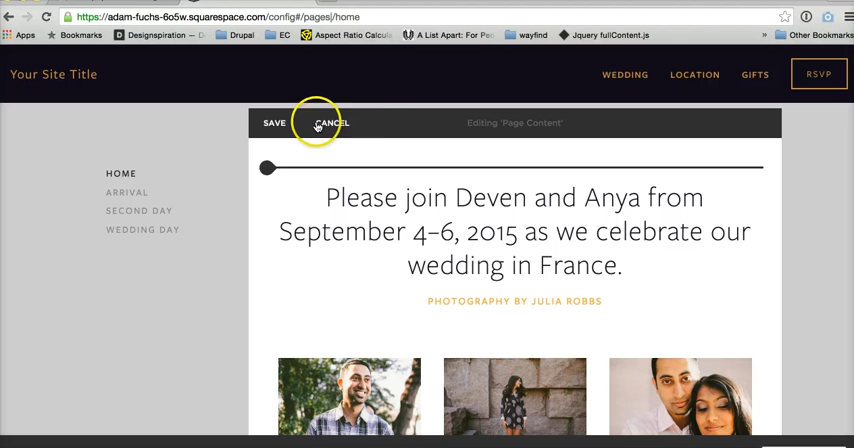 https://adam-fuchs-6o5w.squarespace.com/config#/pages|/home
Apps Bookmarks Designspiration — De Drupal EC Aspect Ratio Calcula A List Apart: For Peo wayfind Jquery fullContent.js » Other Bookmarks
Your Site Title WEDDING LOCATION GIFTS RSVP
SAVE CANCEL Editing 'Page Content'
HOME
ARRIVAL
SECOND DAY
WEDDING DAY
Please join Deven and Anya from
September 4–6, 2015 as we celebrate our
wedding in France.
PHOTOGRAPHY BY JULIA ROBBS